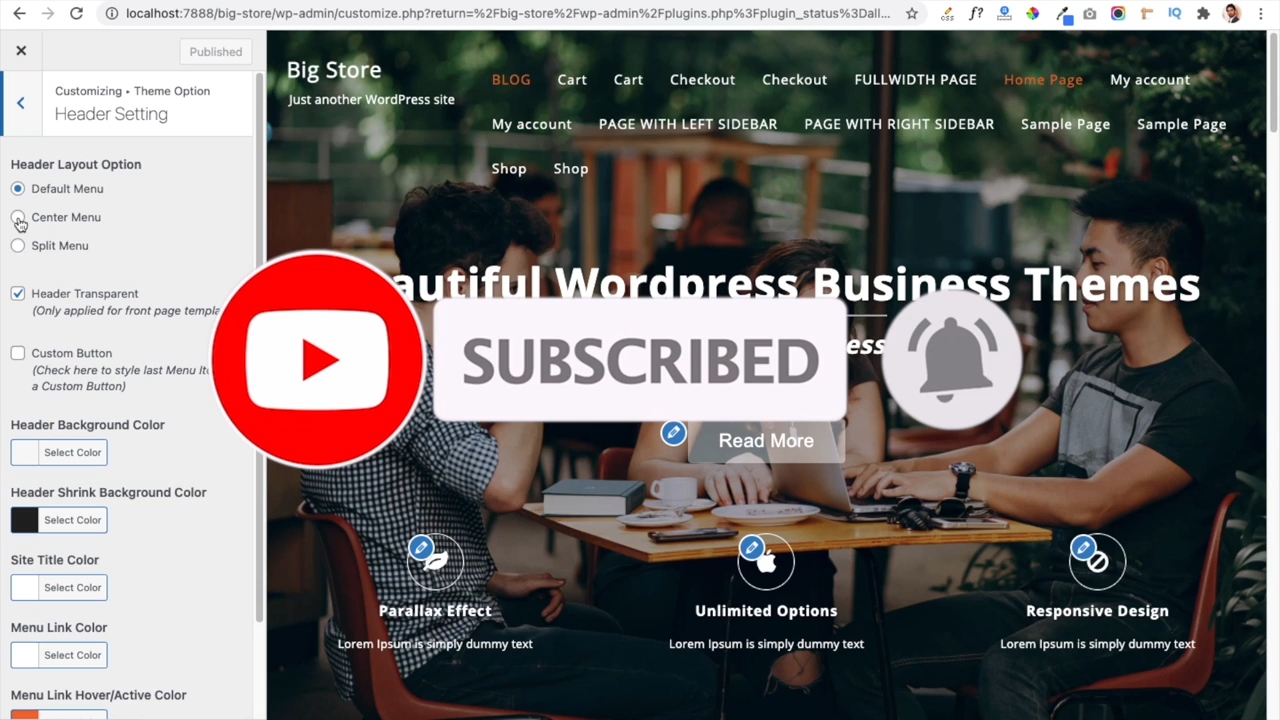 localhost:7888/big-store/wp-admin/customize.php?return=%2Fbig-store%2Fwp-admin%2Fplugins.php%3Fplugin_status%3Dall...
Published
Customizing ▸ Theme Option
Header Setting
Header Layout Option
Default Menu
Center Menu
Split Menu
Header Transparent
(Only applied for front page
Custom Button
(Check here to style last Menu
a Custom Button)
Header Background Color
Select Color
Header Shrink Background Color
Select Color
Site Title Color
Select Color
Menu Link Color
Select Color
Menu Link Hover/Active Color
Big Store
Just another WordPress site
BLOG Cart Cart Checkout Checkout FULLWIDTH PAGE Home Page My account
My account PAGE WITH LEFT SIDEBAR PAGE WITH RIGHT SIDEBAR Sample Page Sample Page
Shop Shop
Wordpress Business Themes
SUBSCRIBED
Read More
Parallax Effect
Lorem Ipsum is simply dummy text
Unlimited Options
Lorem Ipsum is simply dummy text
Responsive Design
Lorem Ipsum is simply dummy text